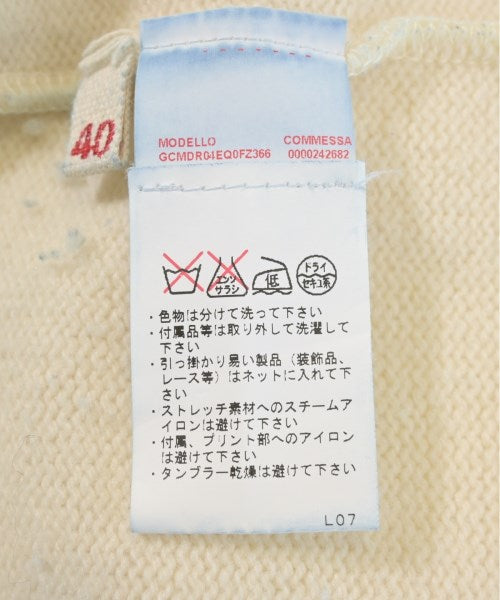 40
MODELLO COMMESSA
GCMDR04EQ0FZ366 0000242682
エンソ
サラシ
低
ドライ
セキユ系
・色物は分けて洗って下さい
・付属品等は取り外して洗濯して
下さい
・引っ掛かり易い製品（装飾品、
レース等）はネットに入れて下
さい
・ストレッチ素材へのスチームア
イロンは避けて下さい
・付属、プリント部へのアイロン
は避けて下さい
・タンブラー乾燥は避けて下さい
L07